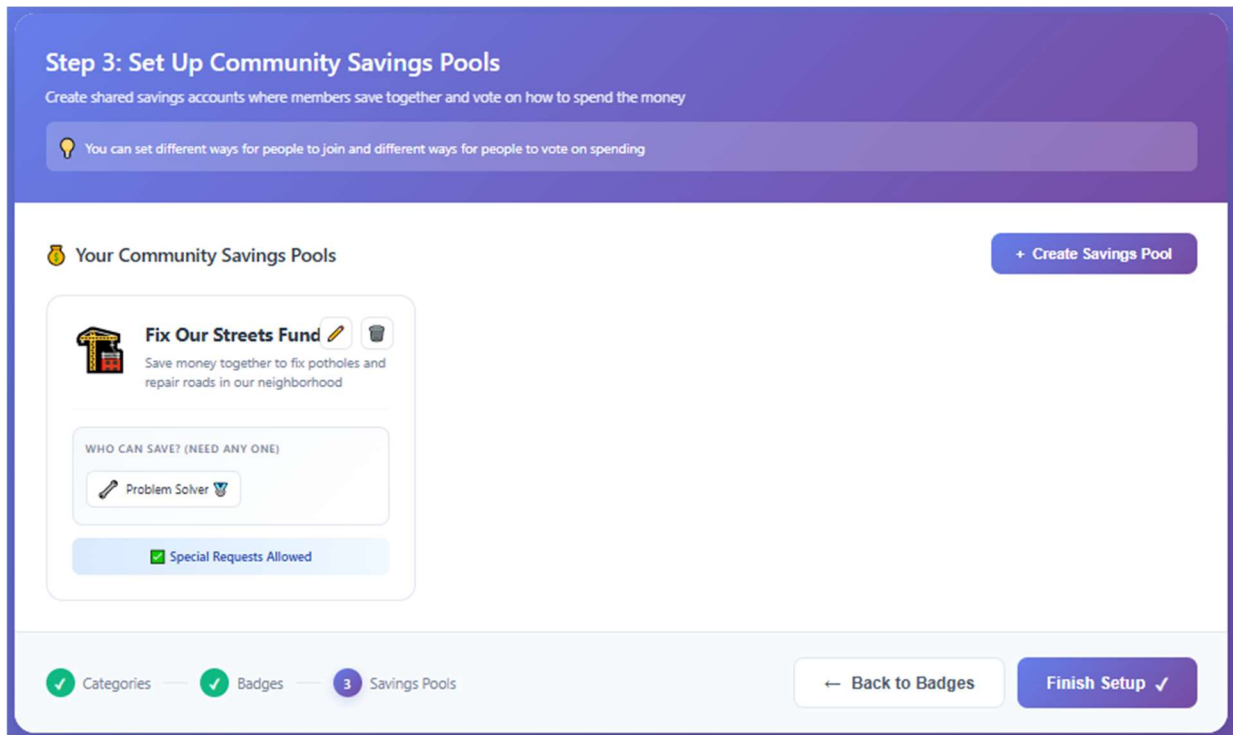 Step 3: Set Up Community Savings Pools
Create shared savings accounts where members save together and vote on how to spend the money
You can set different ways for people to join and different ways for people to vote on spending
Your Community Savings Pools
+ Create Savings Pool
Fix Our Streets Fund
Save money together to fix potholes and
repair roads in our neighborhood
WHO CAN SAVE? (NEED ANY ONE)
Problem Solver
Special Requests Allowed
Categories
Badges
3 Savings Pools
← Back to Badges
Finish Setup ✓